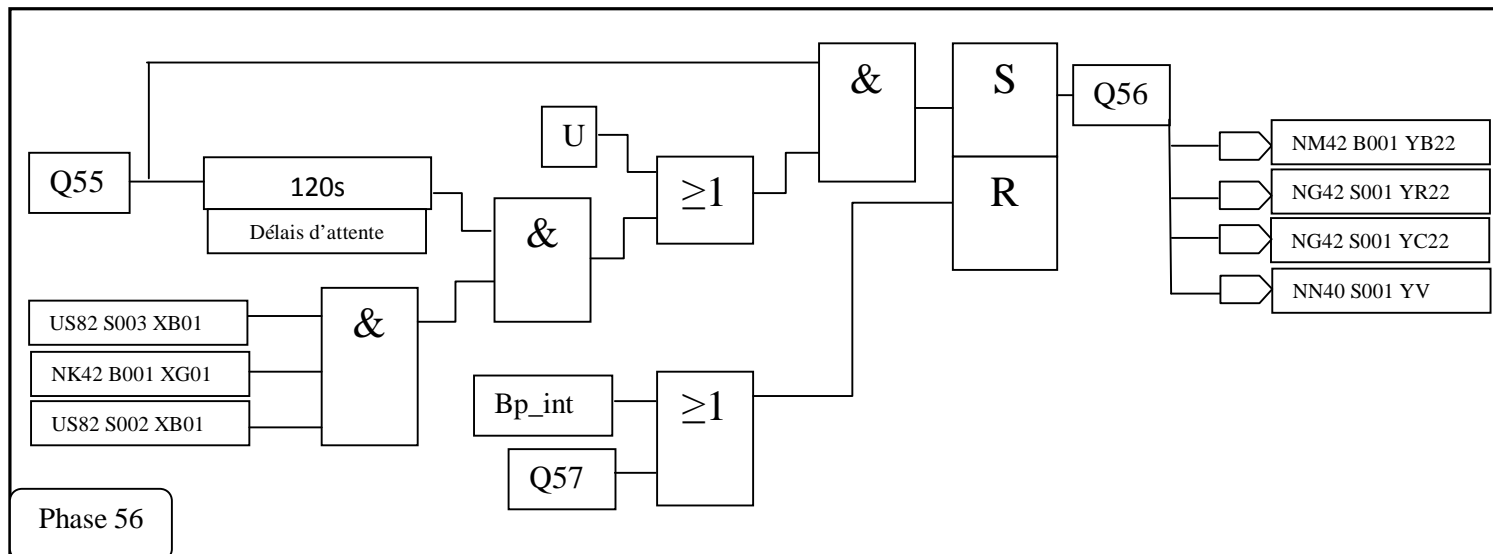 &
S
Q56
NM42 B001 YB22
U
Q55
120s
≥1
R
NG42 S001 YR22
Délais d'attente
&
NG42 S001 YC22
NN40 S001 YV
US82 S003 XB01
&
NK42 B001 XG01
Bp_int
≥1
US82 S002 XB01
Q57
Phase 56